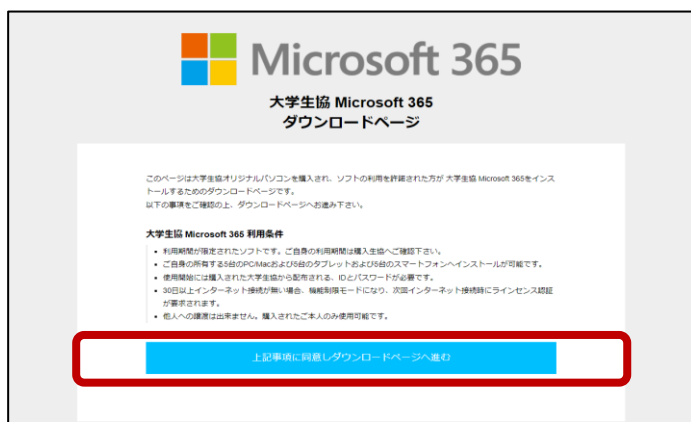 Microsoft 365
大学生協 Microsoft 365
ダウンロードページ
このページは大学生協オリジナルパソコンを購入され、ソフトの利用を許諾された方が 大学生協 Microsoft 365をインス
トールするためのダウンロードページです。
以下の事項をご確認の上、ダウンロードページへお進み下さい。
大学生協 Microsoft 365 利用条件
• 利用期間が限定されたソフトです。ご自身の利用期間は購入生協へご確認下さい。
• ご自身の所有する5台のPC/Macおよび5台のタブレットおよび5台のスマートフォンへインストールが可能です。
• 使用開始には購入された大学生協から配布される、IDとパスワードが必要です。
• 30日以上インターネット接続が無い場合、機能制限モードになり、次回インターネット接続時にラインセンス認証
が要求されます。
• 他人への譲渡は出来ません。購入されたご本人のみ使用可能です。
上記事項に同意しダウンロードページへ進む